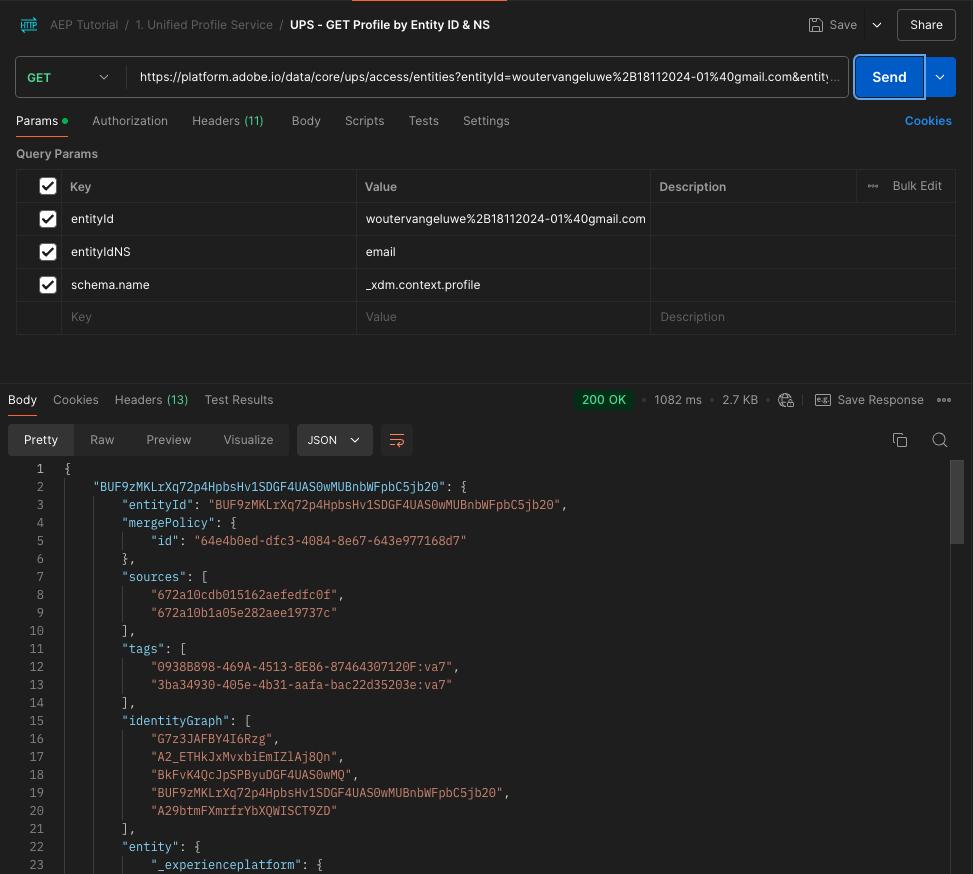 HTTP AEP Tutorial / 1. Unified Profile Service / UPS - GET Profile by Entity ID & NS Save Share
GET https://platform.adobe.io/data/core/ups/access/entities?entityId=woutervangeluwe%2B18112024-01%40gmail.com&entity... Send
Params Authorization Headers (11) Body Scripts Tests Settings Cookies
Query Params
Key Value Description ••• Bulk Edit
entityId woutervangeluwe%2B18112024-01%40gmail.com
entityIdNS email
schema.name _xdm.context.profile
Key Value Description
Body Cookies Headers (13) Test Results 200 OK • 1082 ms • 2.7 KB • e.g. Save Response •••
Pretty Raw Preview Visualize JSON
1 {
2 "BUF9zMKLrXq72p4HpbsHv1SDGF4UAS0wMUBnbWFpbC5jb20": {
3 "entityId": "BUF9zMKLrXq72p4HpbsHv1SDGF4UAS0wMUBnbWFpbC5jb20",
4 "mergePolicy": {
5 "id": "64e4b0ed-dfc3-4084-8e67-643e977168d7"
6 },
7 "sources": [
8 "672a10cdb015162aefedfc0f",
9 "672a10b1a05e282aee19737c"
10 ],
11 "tags": [
12 "0938B898-469A-4513-8E86-87464307120F:va7",
13 "3ba34930-405e-4b31-aafa-bac22d35203e:va7"
14 ],
15 "identityGraph": [
16 "G7z3JAFBY4I6Rzg",
17 "A2_ETHkJxMvxbiEmIZlAj8Qn",
18 "BkFvK4QcJpSPByuDGF4UAS0wMQ",
19 "BUF9zMKLrXq72p4HpbsHv1SDGF4UAS0wMUBnbWFpbC5jb20",
20 "A29btmFXmrfrYbXQWISCT9ZD"
21 ],
22 "entity": {
23 "_experienceplatform": {